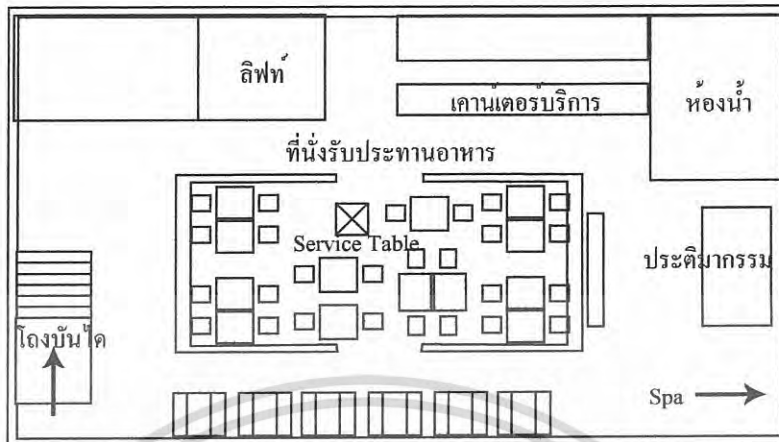 ลิฟท์
เคาน์เตอร์บริการ
ห้องน้ำ
ที่นั่งรับประทานอาหาร
Service Table
ประติมากรรม
โถงบันได
Spa